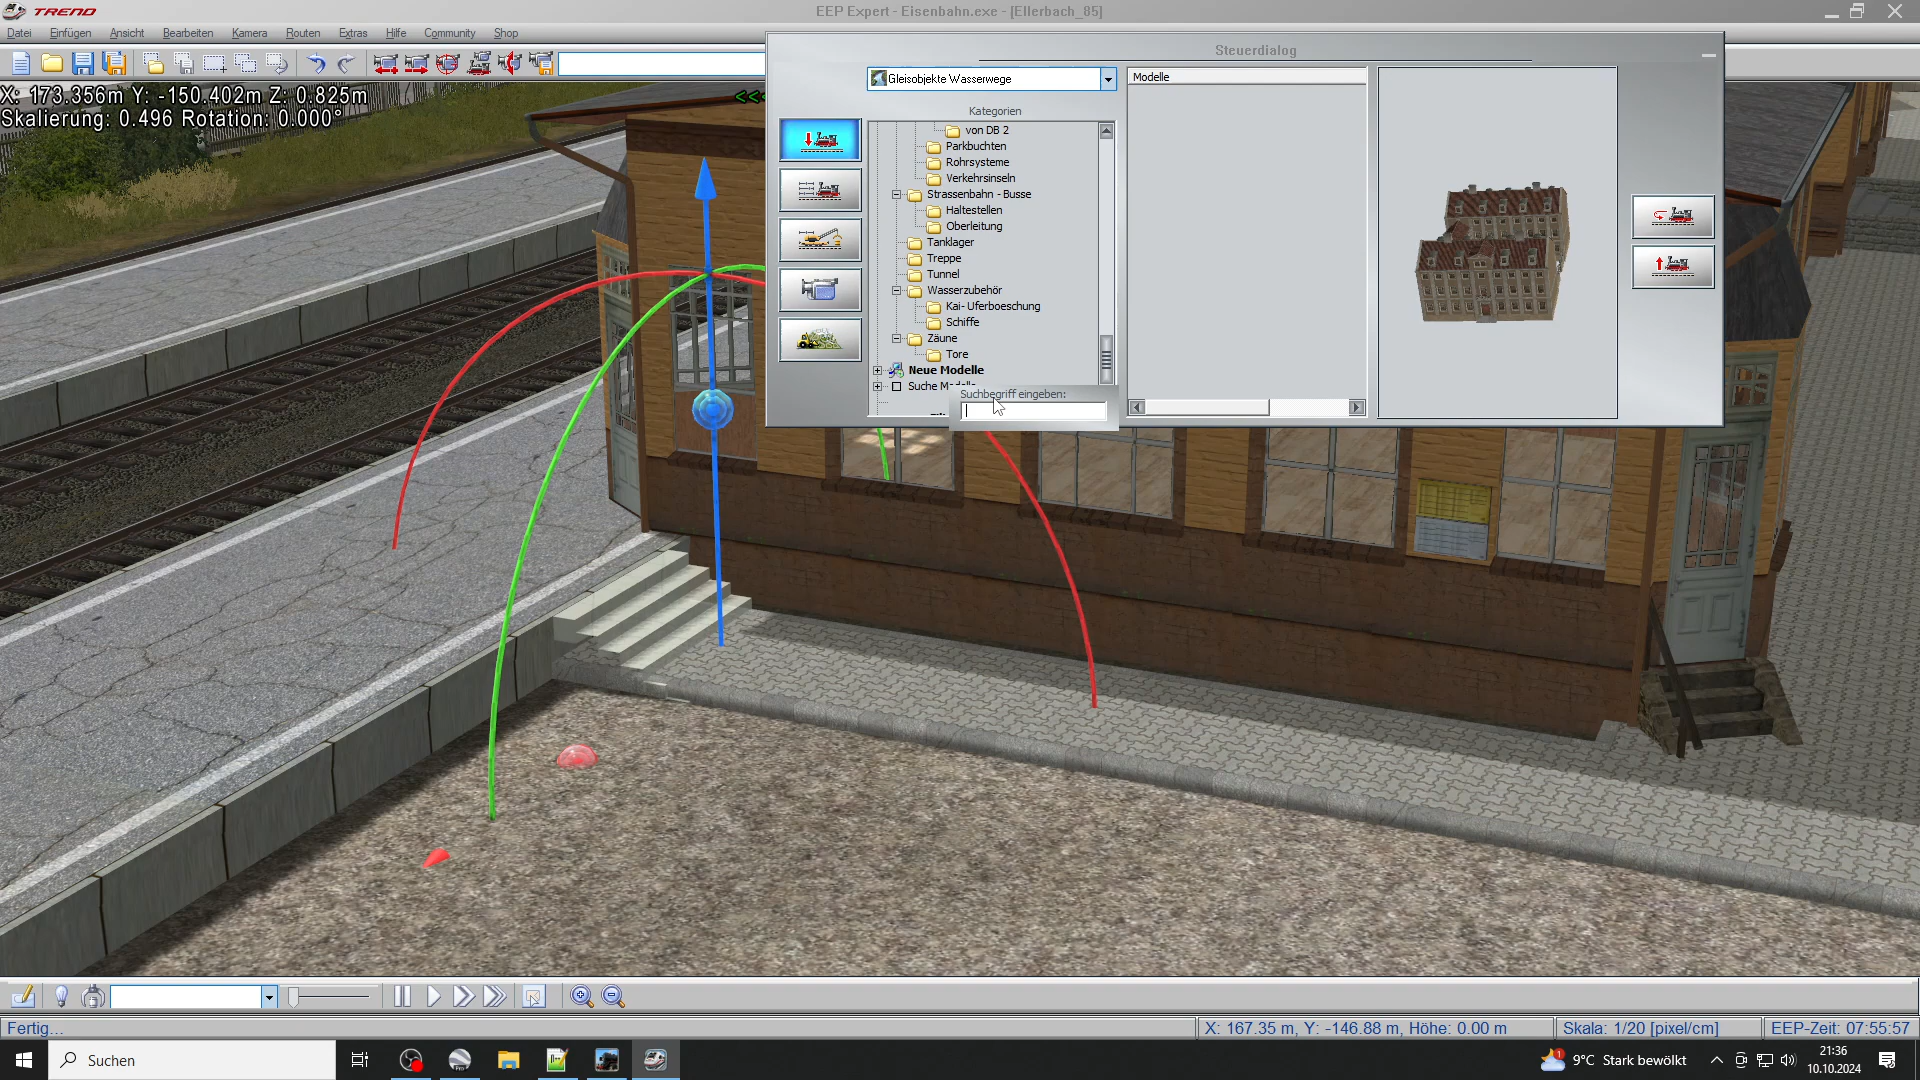 TREND
EEP Expert - Eisenbahn.exe - [Ellerbach_85]
Datei Einfügen Ansicht Bearbeiten Kamera Routen Extras Hilfe Community Shop
X: 173.356m Y: -150.402m Z: 0.825m
Skalierung: 0.496 Rotation: 0.000°
<<<
Steuerdialog
Gleisobjekte Wasserwege
Kategorien
Modelle
von DB 2
Parkbuchten
Rohrsysteme
Verkehrsinseln
Strassenbahn - Busse
Haltestellen
Oberleitung
Tanklager
Treppe
Tunnel
Wasserzubehör
Kai- Uferboeschung
Schiffe
Zäune
Tore
Neue Modelle
Suche Modelle
Suchbegriff eingeben:
Fertig...
X: 167.35 m, Y: -146.88 m, Höhe: 0.00 m
Skala: 1/20 [pixel/cm]
EEP-Zeit: 07:55:57
Suchen
9°C Stark bewölkt
21:36
10.10.2024